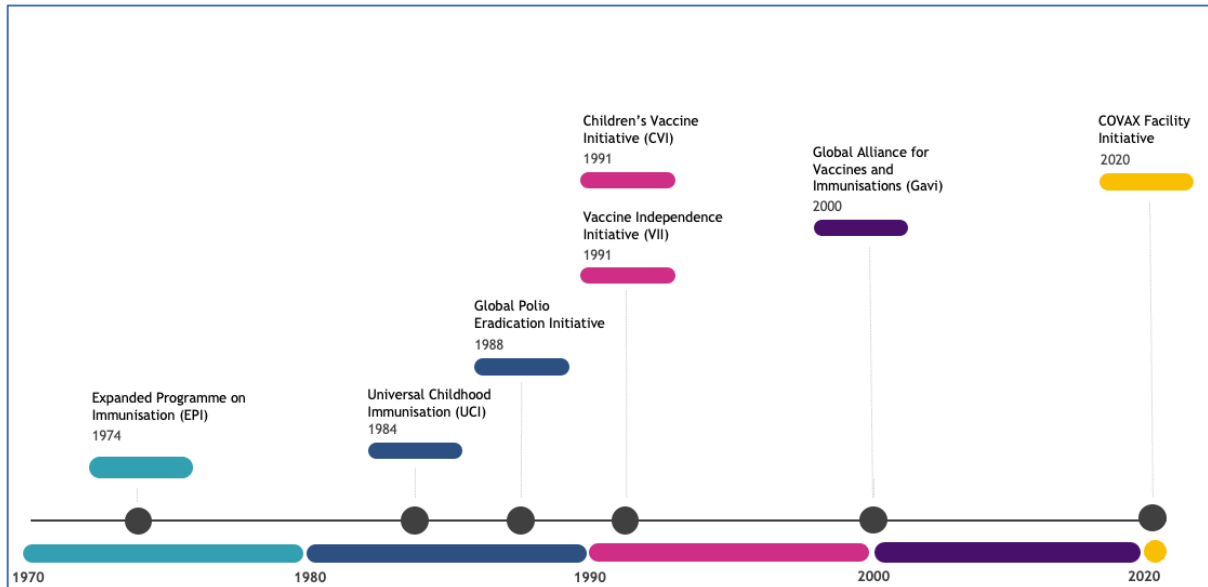 Expanded Programme on
Immunisation (EPI)
1974
Universal Childhood
Immunisation (UCI)
1984
Global Polio
Eradication Initiative
1988
Children's Vaccine
Initiative (CVI)
1991
Vaccine Independence
Initiative (VII)
1991
Global Alliance for
Vaccines and
Immunisations (Gavi)
2000
COVAX Facility
Initiative
2020
1970
1980
1990
2000
2020